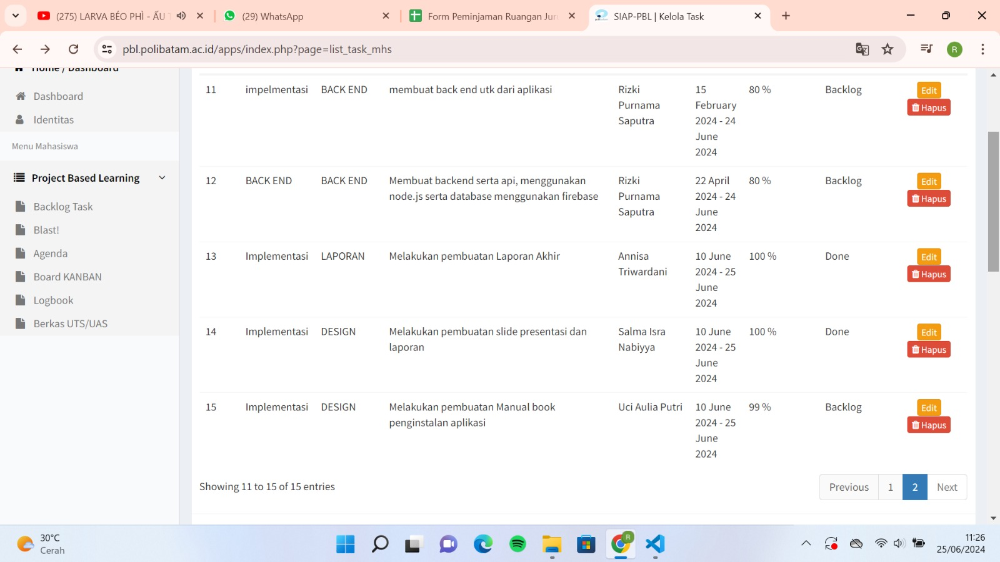 (275) LARVA BÉO PHÌ - ẤU T
(29) WhatsApp
Form Peminjaman Ruangan Juru
SIAP-PBL | Kelola Task
pbl.polibatam.ac.id/apps/index.php?page=list_task_mhs
R
Home / Dashboard
Dashboard
Identitas
Menu Mahasiswa
Project Based Learning
Backlog Task
Blast!
Agenda
Board KANBAN
Logbook
Berkas UTS/UAS
11 impelmentasi BACK END membuat back end utk dari aplikasi Rizki 15 80 % Backlog Edit
Purnama February Hapus
Saputra 2024 - 24
June
2024
12 BACK END BACK END Membuat backend serta api, menggunakan Rizki 22 April 80 % Backlog Edit
node.js serta database menggunakan firebase Purnama 2024 - 24 Hapus
Saputra June
2024
13 Implementasi LAPORAN Melakukan pembuatan Laporan Akhir Annisa 10 June 100 % Done Edit
Triwardani 2024 - 25 Hapus
June
2024
14 Implementasi DESIGN Melakukan pembuatan slide presentasi dan Salma Isra 10 June 100 % Done Edit
laporan Nabiyya 2024 - 25 Hapus
June
2024
15 Implementasi DESIGN Melakukan pembuatan Manual book Uci Aulia Putri 10 June 99 % Backlog Edit
penginstalan aplikasi 2024 - 25 Hapus
June
2024
Showing 11 to 15 of 15 entries
Previous 1 2 Next
30°C
Cerah
R
11:26
25/06/2024